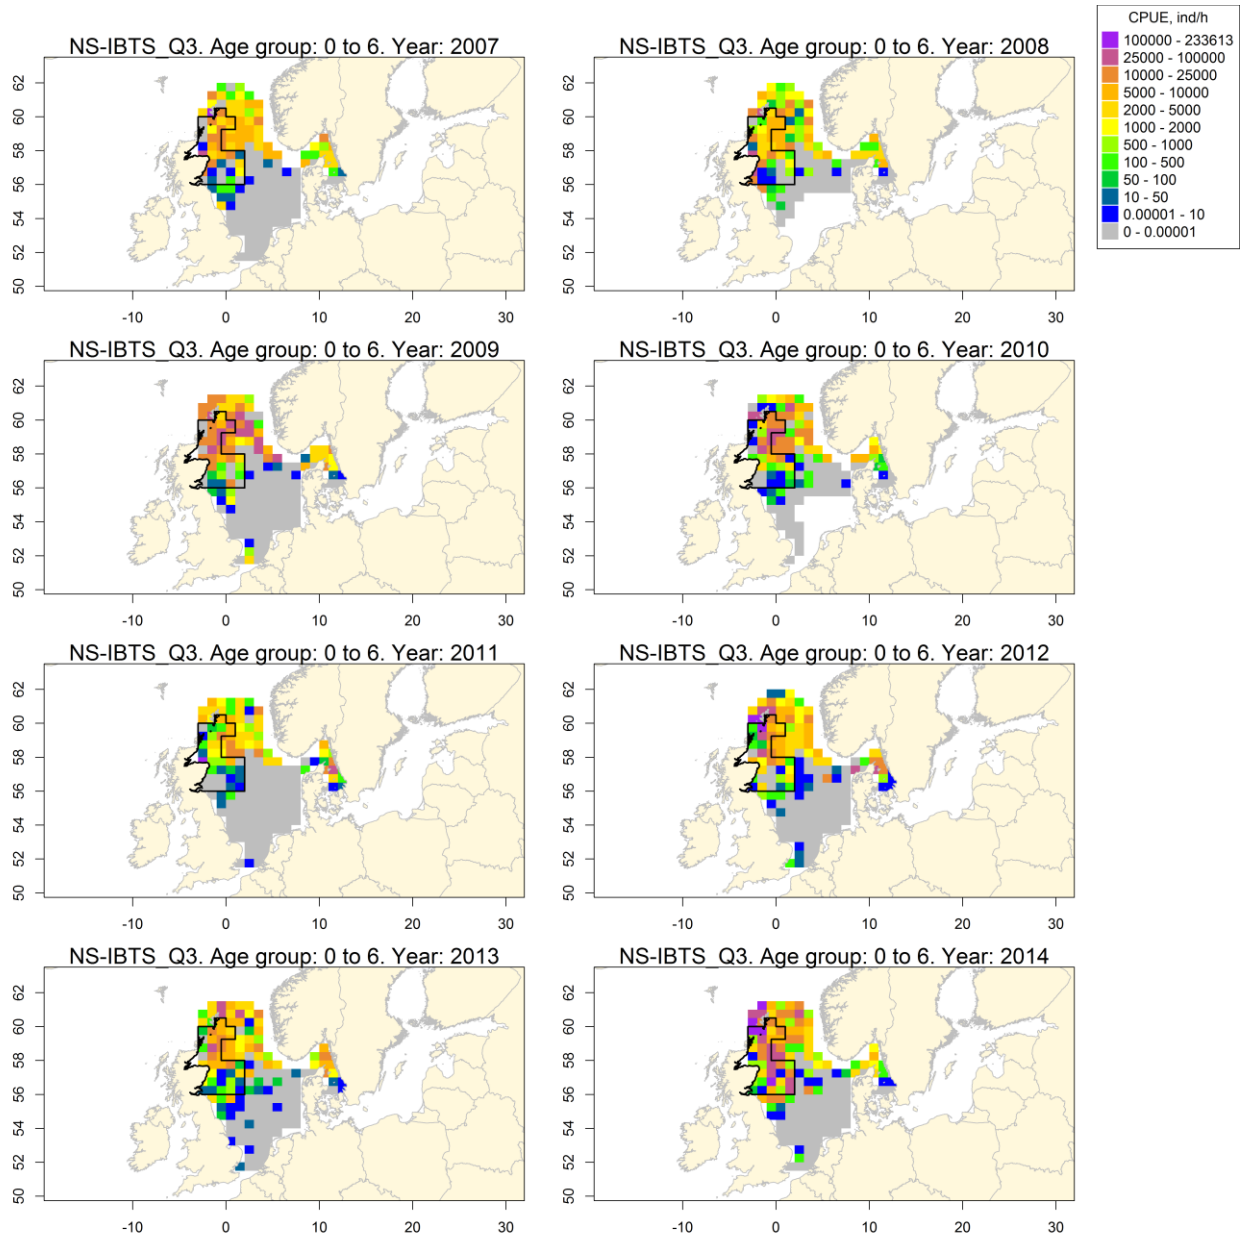 CPUE, ind/h
100000 - 233613
25000 - 100000
10000 - 25000
5000 - 10000
2000 - 5000
1000 - 2000
500 - 1000
100 - 500
50 - 100
10 - 50
0.00001 - 10
0 - 0.00001
NS-IBTS_Q3. Age group: 0 to 6. Year: 2007
62
60
58
56
54
52
50
-10 0 10 20 30
NS-IBTS_Q3. Age group: 0 to 6. Year: 2008
62
60
58
56
54
52
50
-10 0 10 20 30
NS-IBTS_Q3. Age group: 0 to 6. Year: 2009
62
60
58
56
54
52
50
-10 0 10 20 30
NS-IBTS_Q3. Age group: 0 to 6. Year: 2010
62
60
58
56
54
52
50
-10 0 10 20 30
NS-IBTS_Q3. Age group: 0 to 6. Year: 2011
62
60
58
56
54
52
50
-10 0 10 20 30
NS-IBTS_Q3. Age group: 0 to 6. Year: 2012
62
60
58
56
54
52
50
-10 0 10 20 30
NS-IBTS_Q3. Age group: 0 to 6. Year: 2013
62
60
58
56
54
52
50
-10 0 10 20 30
NS-IBTS_Q3. Age group: 0 to 6. Year: 2014
62
60
58
56
54
52
50
-10 0 10 20 30